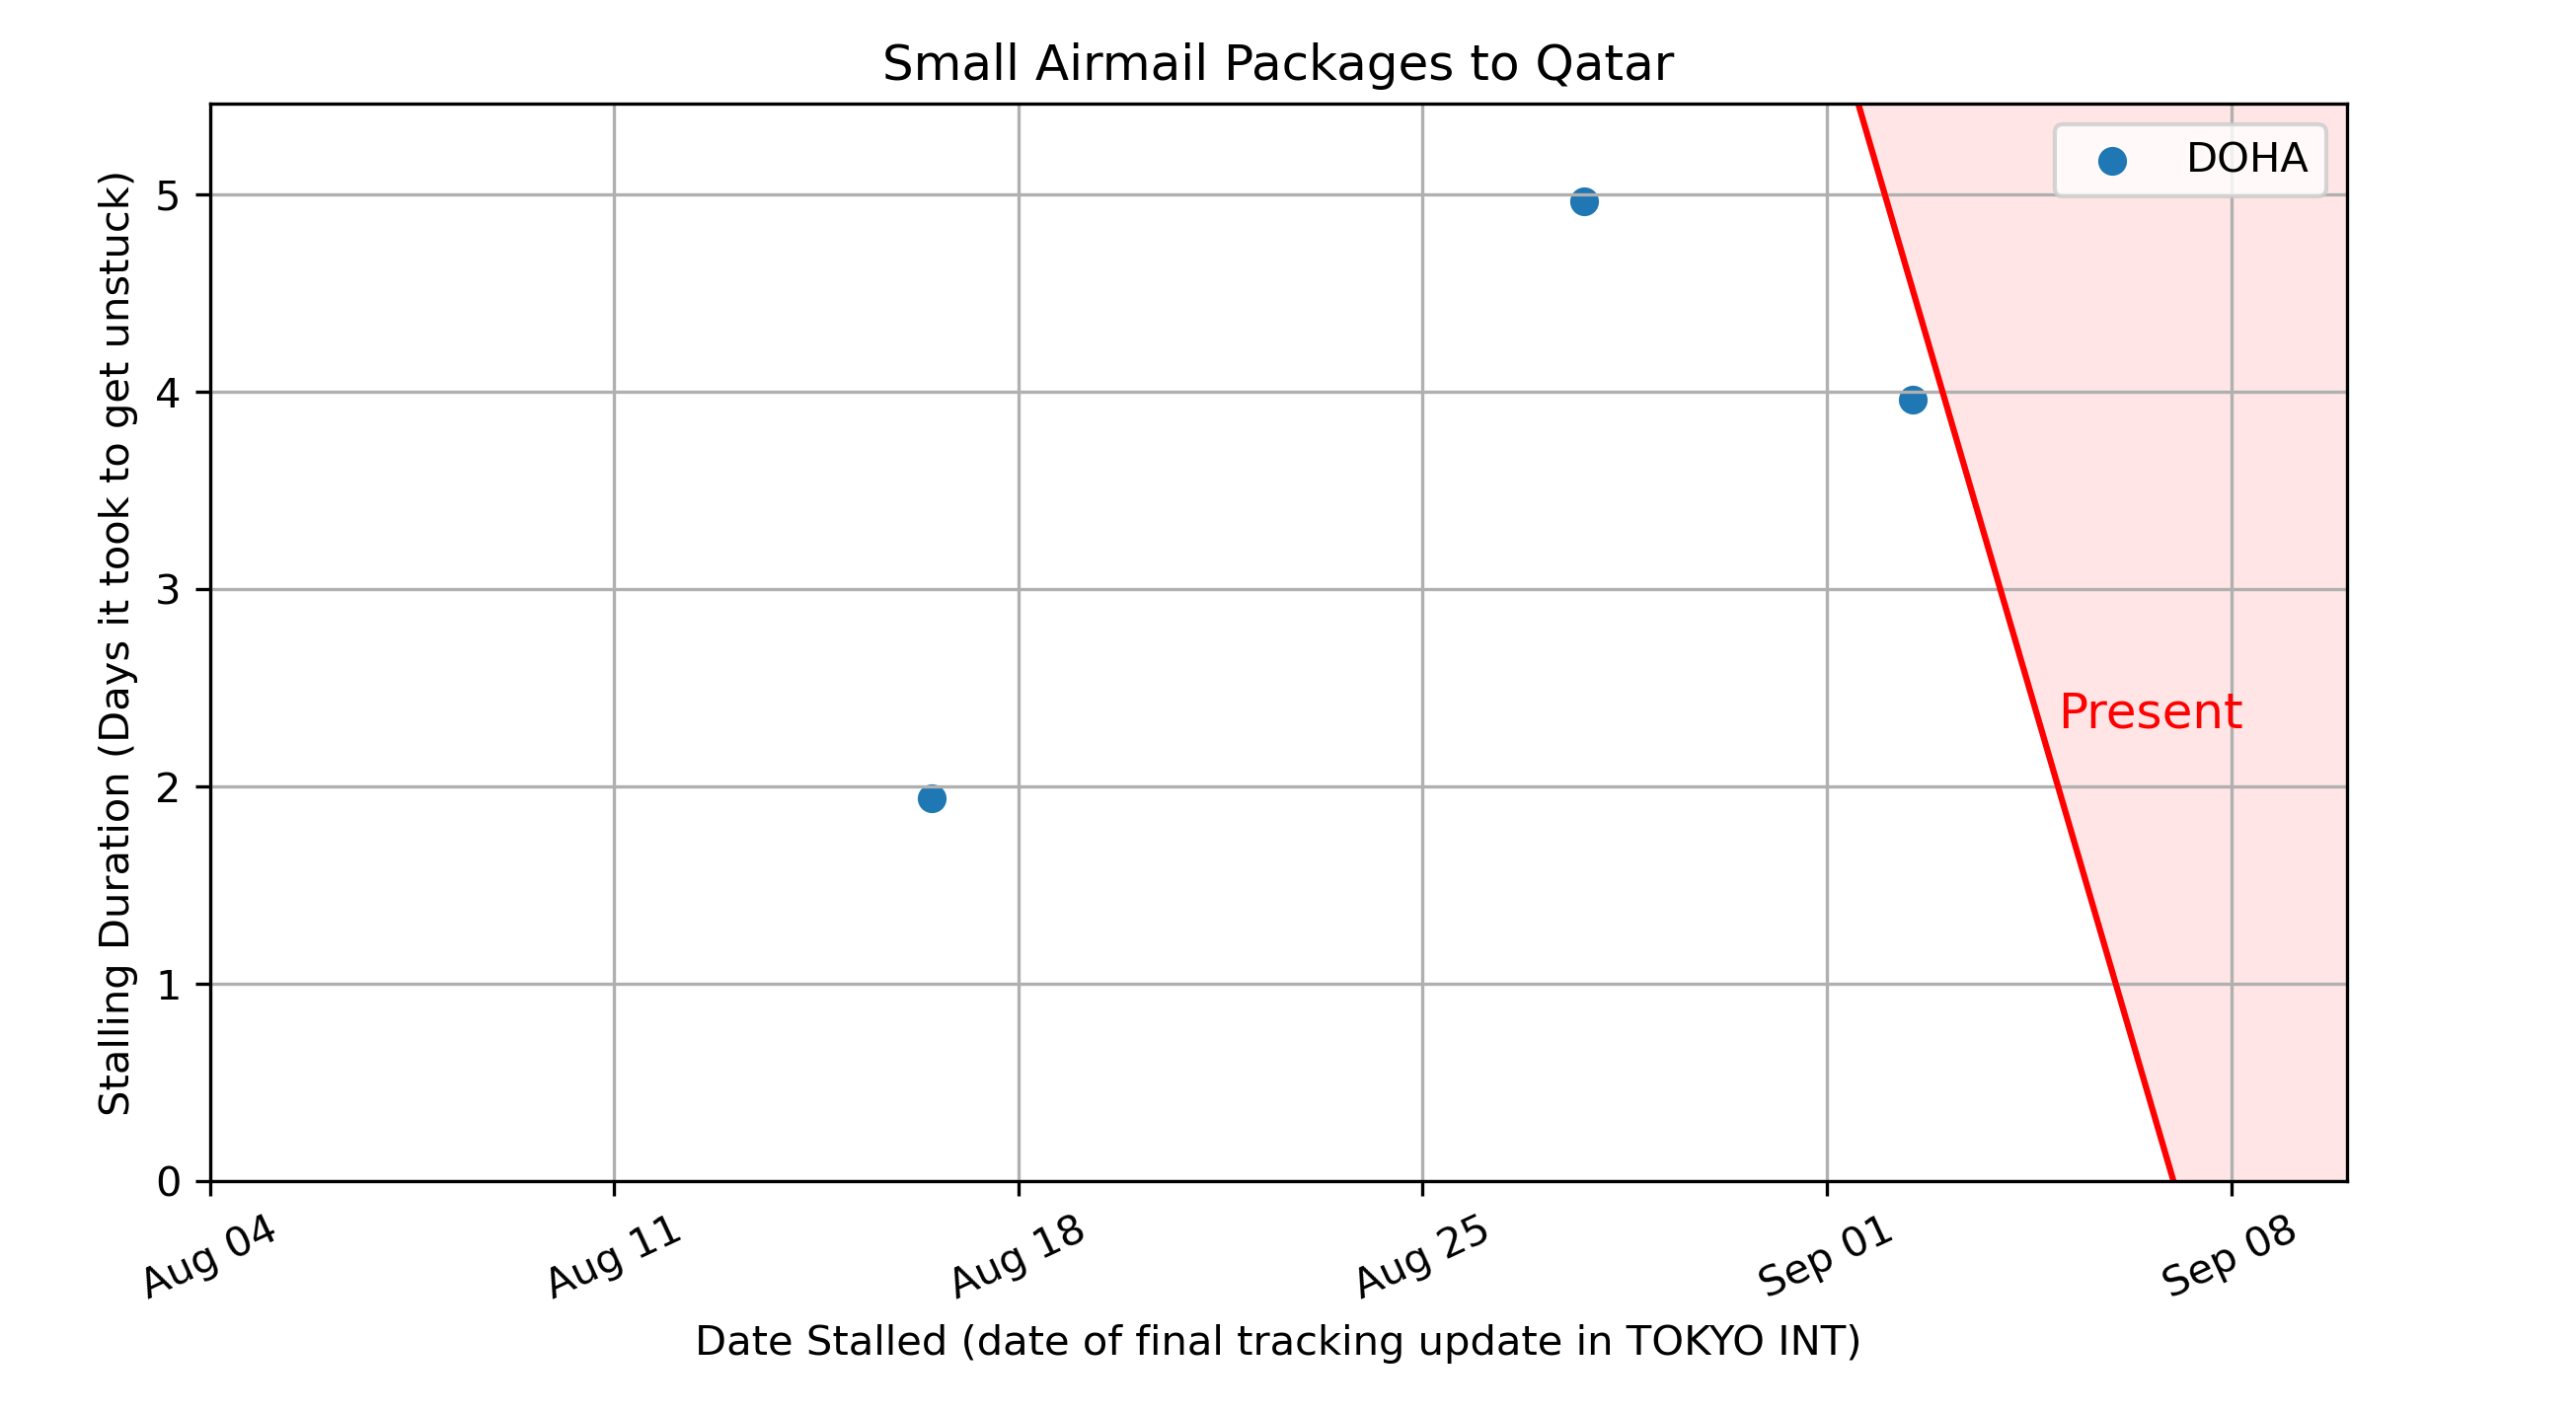 Small Airmail Packages to Qatar
DOHA
Stalling Duration (Days it took to get unstuck)
5
4
3
2
1
0
Present
Aug 04
Aug 11
Aug 18
Aug 25
Sep 01
Sep 08
Date Stalled (date of final tracking update in TOKYO INT)